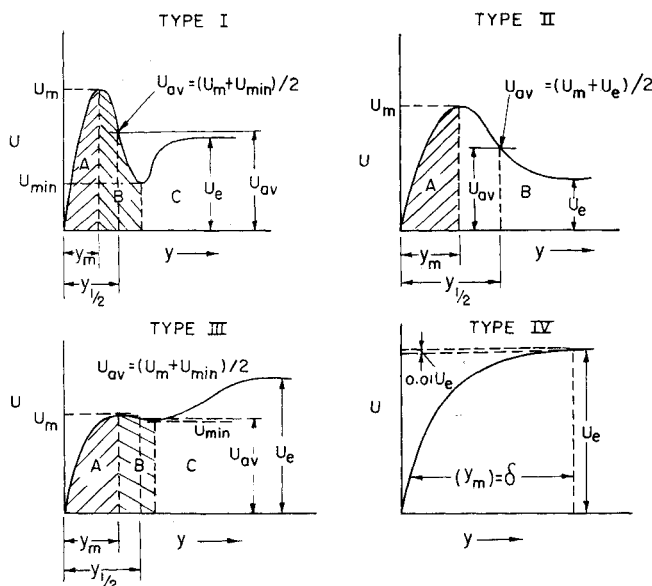 TYPE I
U_m
U_av = (U_m + U_min)/2
U
A
U_min
B
C
U_e
U_av
y_m
y
y_1/2
TYPE II
U_av = (U_m + U_e)/2
U_m
U
A
U_av
B
U_e
y_m
y
y_1/2
TYPE III
U_av = (U_m + U_min)/2
U
U_m
U_min
A
B
C
U_av
U_e
y_m
y
y_1/2
TYPE IV
0.01U_e
U
U_e
(y_m) = δ
y